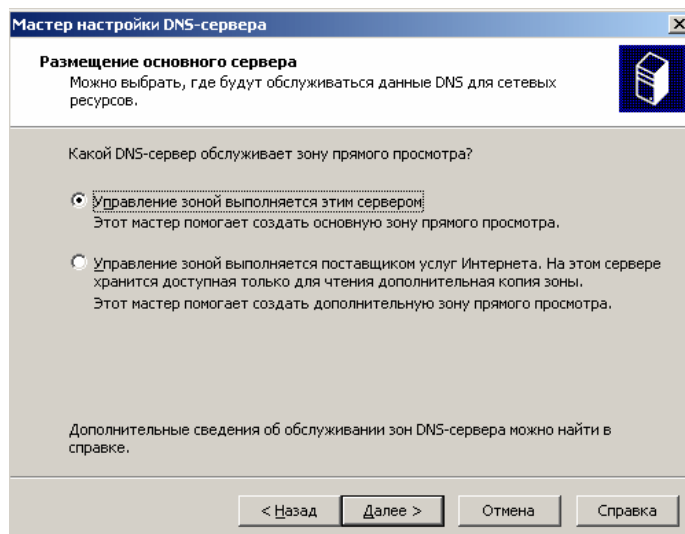 Мастер настройки DNS-сервера
Размещение основного сервера
Можно выбрать, где будут обслуживаться данные DNS для сетевых
ресурсов.
Какой DNS-сервер обслуживает зону прямого просмотра?
Управление зоной выполняется этим сервером
Этот мастер помогает создать основную зону прямого просмотра.
Управление зоной выполняется поставщиком услуг Интернета. На этом сервере
хранится доступная только для чтения дополнительная копия зоны.
Этот мастер помогает создать дополнительную зону прямого просмотра.
Дополнительные сведения об обслуживании зон DNS-сервера можно найти в
справке.
< Назад Далее > Отмена Справка